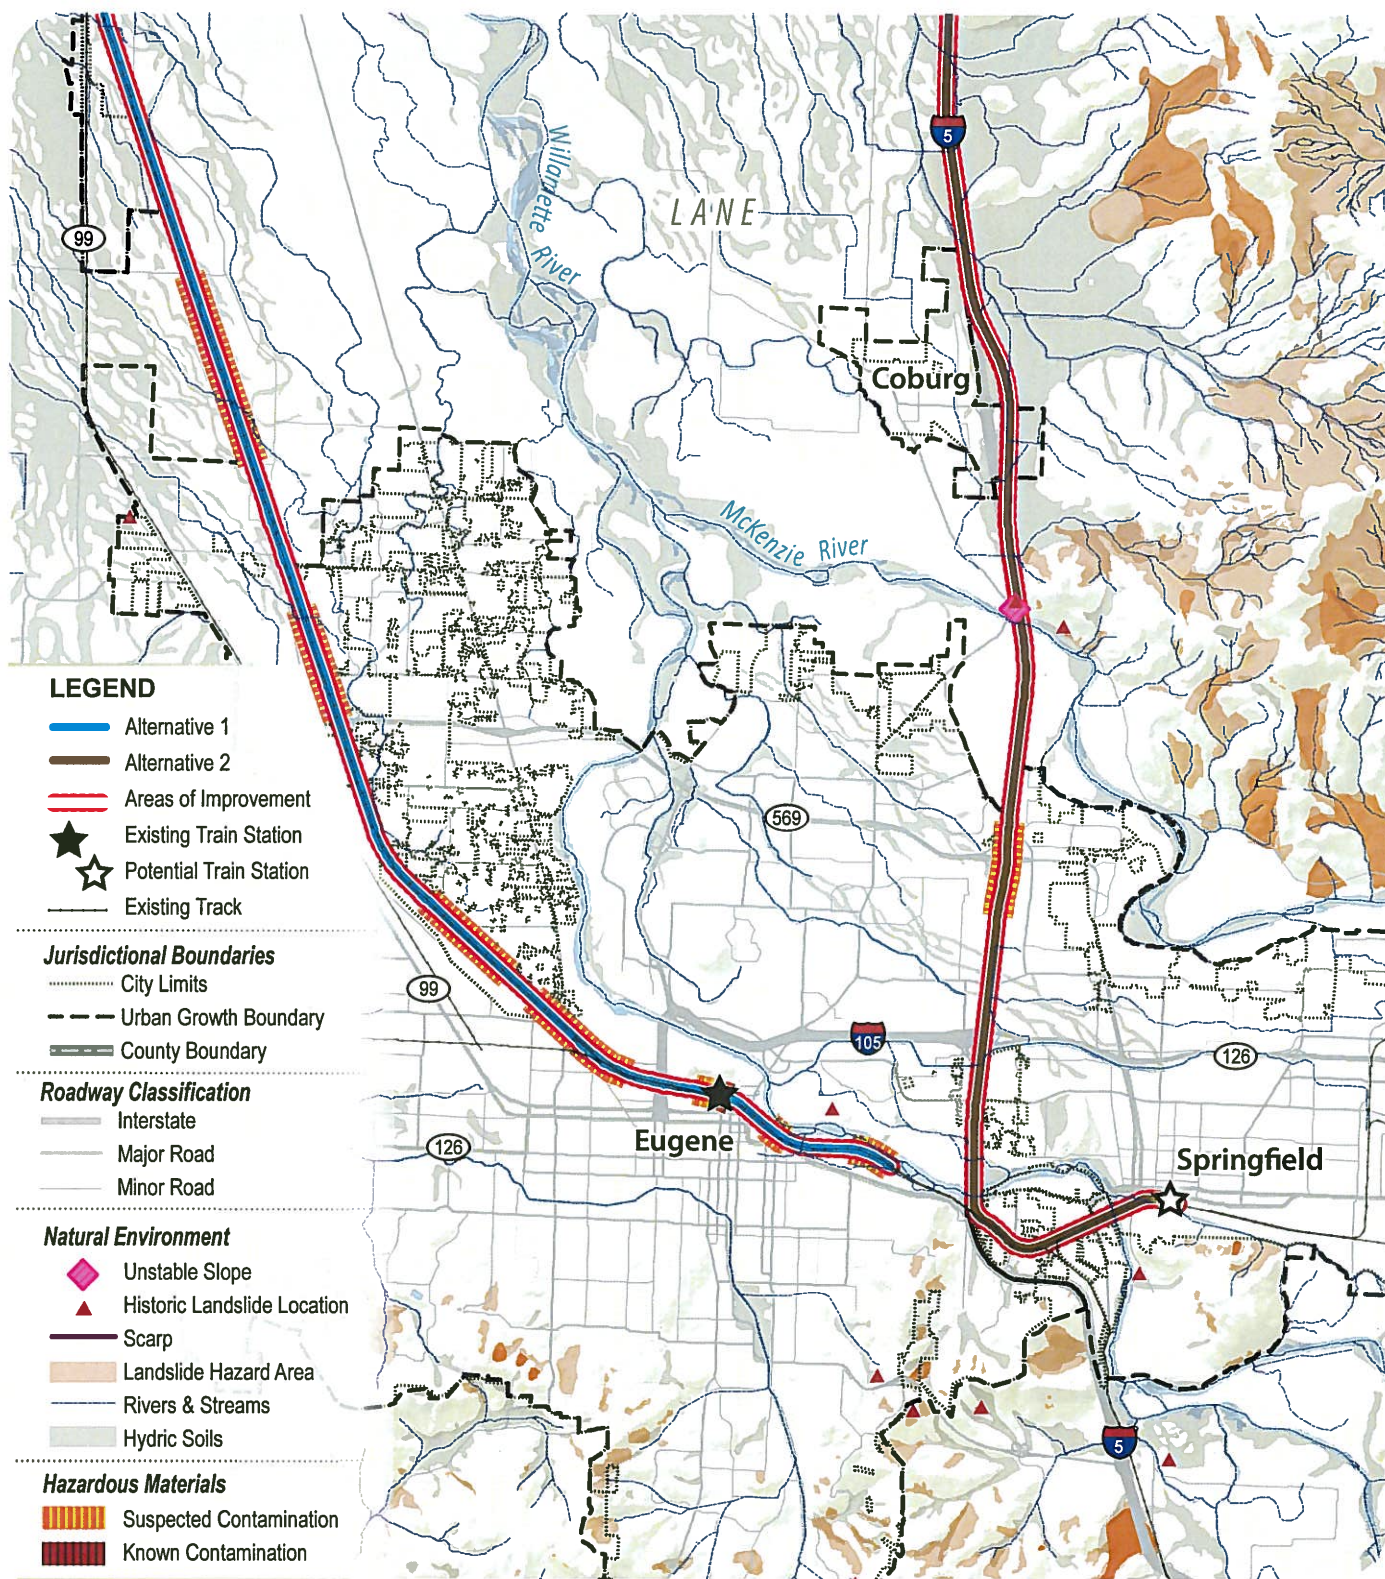 5
Willamette River
LANE
99
Coburg
McKenzie River
LEGEND
Alternative 1
Alternative 2
Areas of Improvement
Existing Train Station
Potential Train Station
Existing Track
569
Jurisdictional Boundaries
City Limits
Urban Growth Boundary
County Boundary
99
105
126
Roadway Classification
Interstate
Major Road
Minor Road
126
Eugene
Springfield
Natural Environment
Unstable Slope
Historic Landslide Location
Scarp
Landslide Hazard Area
Rivers & Streams
Hydric Soils
5
Hazardous Materials
Suspected Contamination
Known Contamination